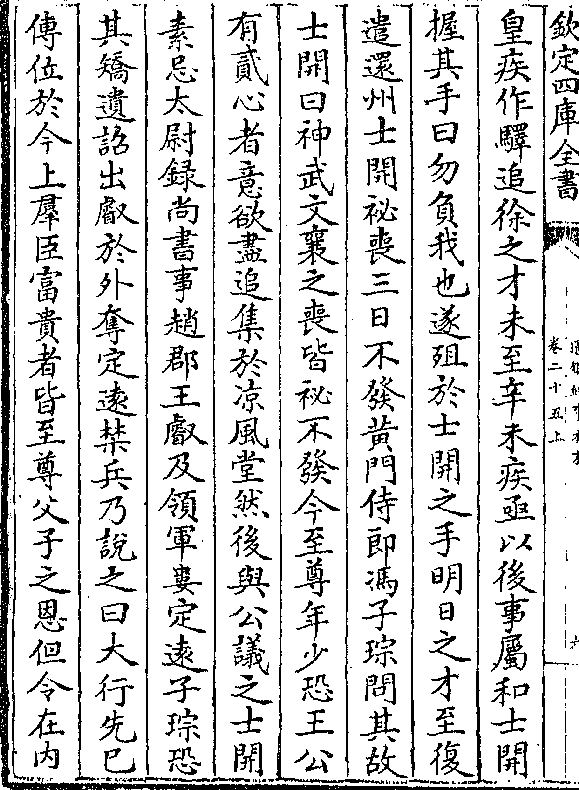 欽定四庫全書
卷二十五上
皇疾作驛追徐之才未至辛未疾亟以後事屬和士開
握其手曰勿負我也遂殂於士開之手明日之才至復
遣還州士開祕喪三日不發黄門侍郎馮子琮問其故
士開曰神武文襄之喪皆祕不發今至尊年少恐王公
有貳心者意欲盡追集於凉風堂然後與公議之士開
素忌太尉録尚書事趙郡王叡及領軍婁定逺子琮恐
其矯遺詔出叡於外奪定逺禁兵乃説之曰大行先已
傳位於今上羣臣富貴者皆至尊父子之恩但令在内